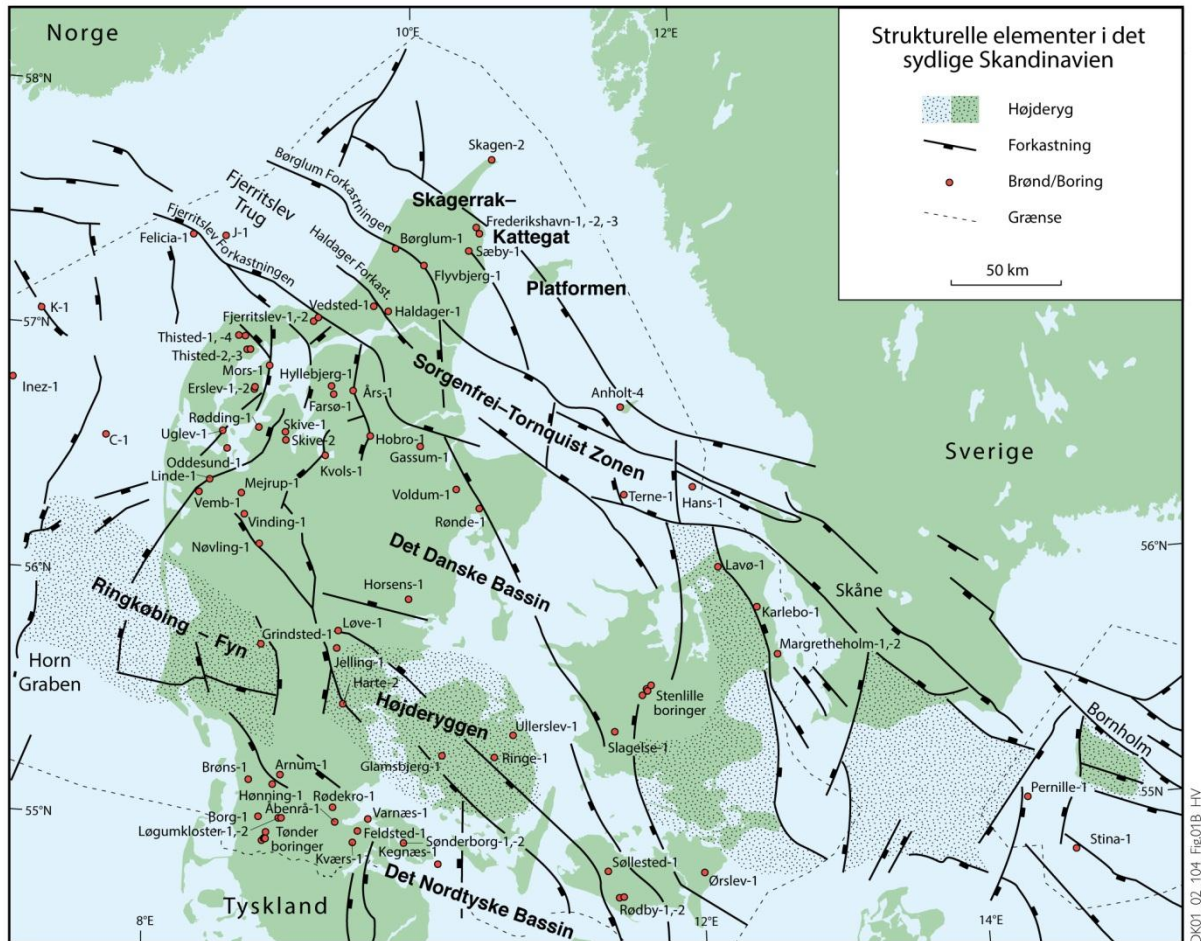 Norge
10°E
12°E
Strukturelle elementer i det
sydlige Skandinavien
Højderyg
Forkastning
Brønd/Boring
Grænse
50 km
58°N
Skagen-2
Børglum Forkastningen
Fjerritslev
Trug
Skagerrak–
Kattegat
Platformen
Frederikshavn-1, -2, -3
Fjerritslev Forkastningen
Felicia-1
J-1
Haldager Forkast.
Børglum-1
Sæby-1
Flyvbjerg-1
K-1
57°N
Vedsted-1
Haldager-1
Fjerritslev-1,-2
Thisted-1, -4
Thisted-2,-3
Mors-1
Inez-1
Hyllebjerg-1
Erslev-1,-2
Års-1
Farsø-1
Sorgenfrei–Tornquist Zonen
Anholt-4
Rødding-1
Skive-1
C-1
Uglev-1
Skive-2
Hobro-1
Gassum-1
Sverige
Oddesund-1
Kvols-1
Linde-1
Mejrup-1
Voldum-1
Terne-1
Hans-1
Vemb-1
Vinding-1
Rønde-1
Nøvling-1
Det Danske Bassin
56°N
56°N
Lavø-1
Skåne
Horsens-1
Ringkøbing – Fyn
Højderyggen
Karlebo-1
Løve-1
Grindsted-1
Margretheholm-1,-2
Horn
Graben
Jelling-1
Harte-2
Stenlille
boringer
Bornholm
Ullerslev-1
Slagelse-1
Glamsbjerg-1
Ringe-1
Arnum-1
Brøns-1
Hønning-1
Rødekro-1
55°N
55N
Pernille-1
Åbenrå-1
Borg-1
Varnæs-1
Løgumkloster-1,-2
Feldsted-1
Sønderborg-1,-2
Tønder
boringer
Stina-1
Kværs-1
Kegnæs-1
Søllested-1
Ørslev-1
Det Nordtyske Bassin
Rødby-1,-2
Tyskland
8°E
12°E
14°E
DK01_02_104_Fig.01B_HV